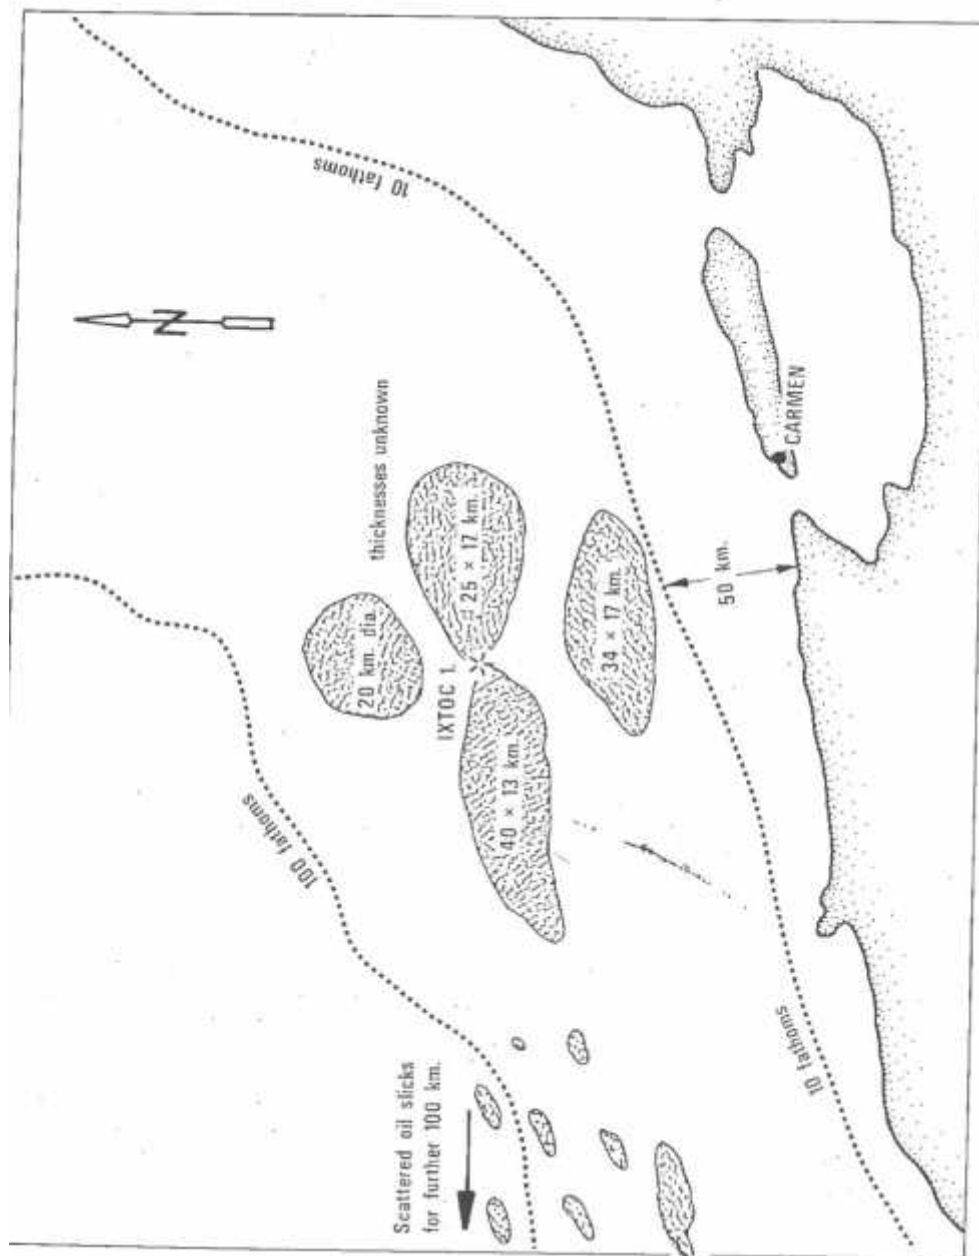 10 fathoms
N
thicknesses unknown
20 km. dia.
25 × 17 km.
IXTOC 1.
CARMEN
50 km.
34 × 17 km.
40 × 13 km.
100 fathoms
10 fathoms
Scattered oil slicks
for further 100 km.